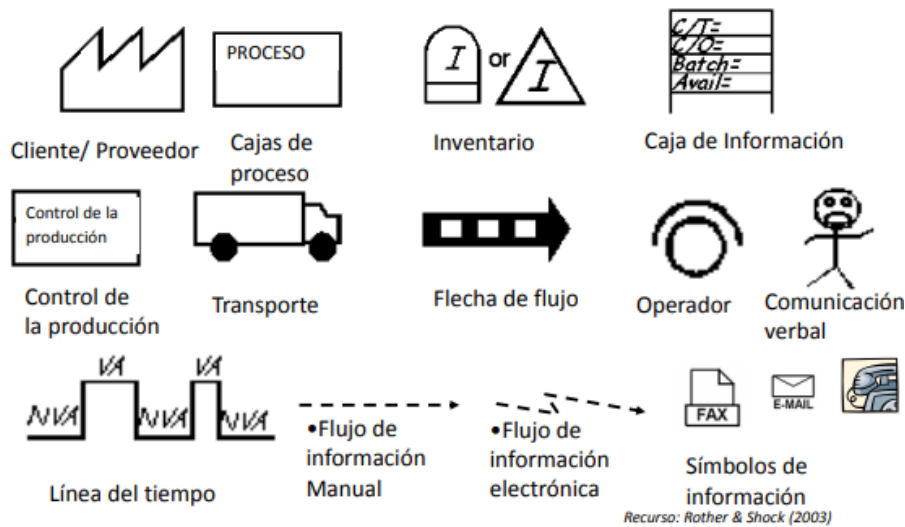 PROCESO
I or I
C/T=
C/O=
Batch=
Avail=
Cliente/ Proveedor
Cajas de
proceso
Inventario
Caja de Información
Control de la
producción
Control de
la producción
Transporte
Flecha de flujo
Operador
Comunicación
verbal
VA VA
NVA NVA NVA
Línea del tiempo
•Flujo de
información
Manual
•Flujo de
información
electrónica
FAX
E-MAIL
Símbolos de
información
Recurso: Rother & Shock (2003)